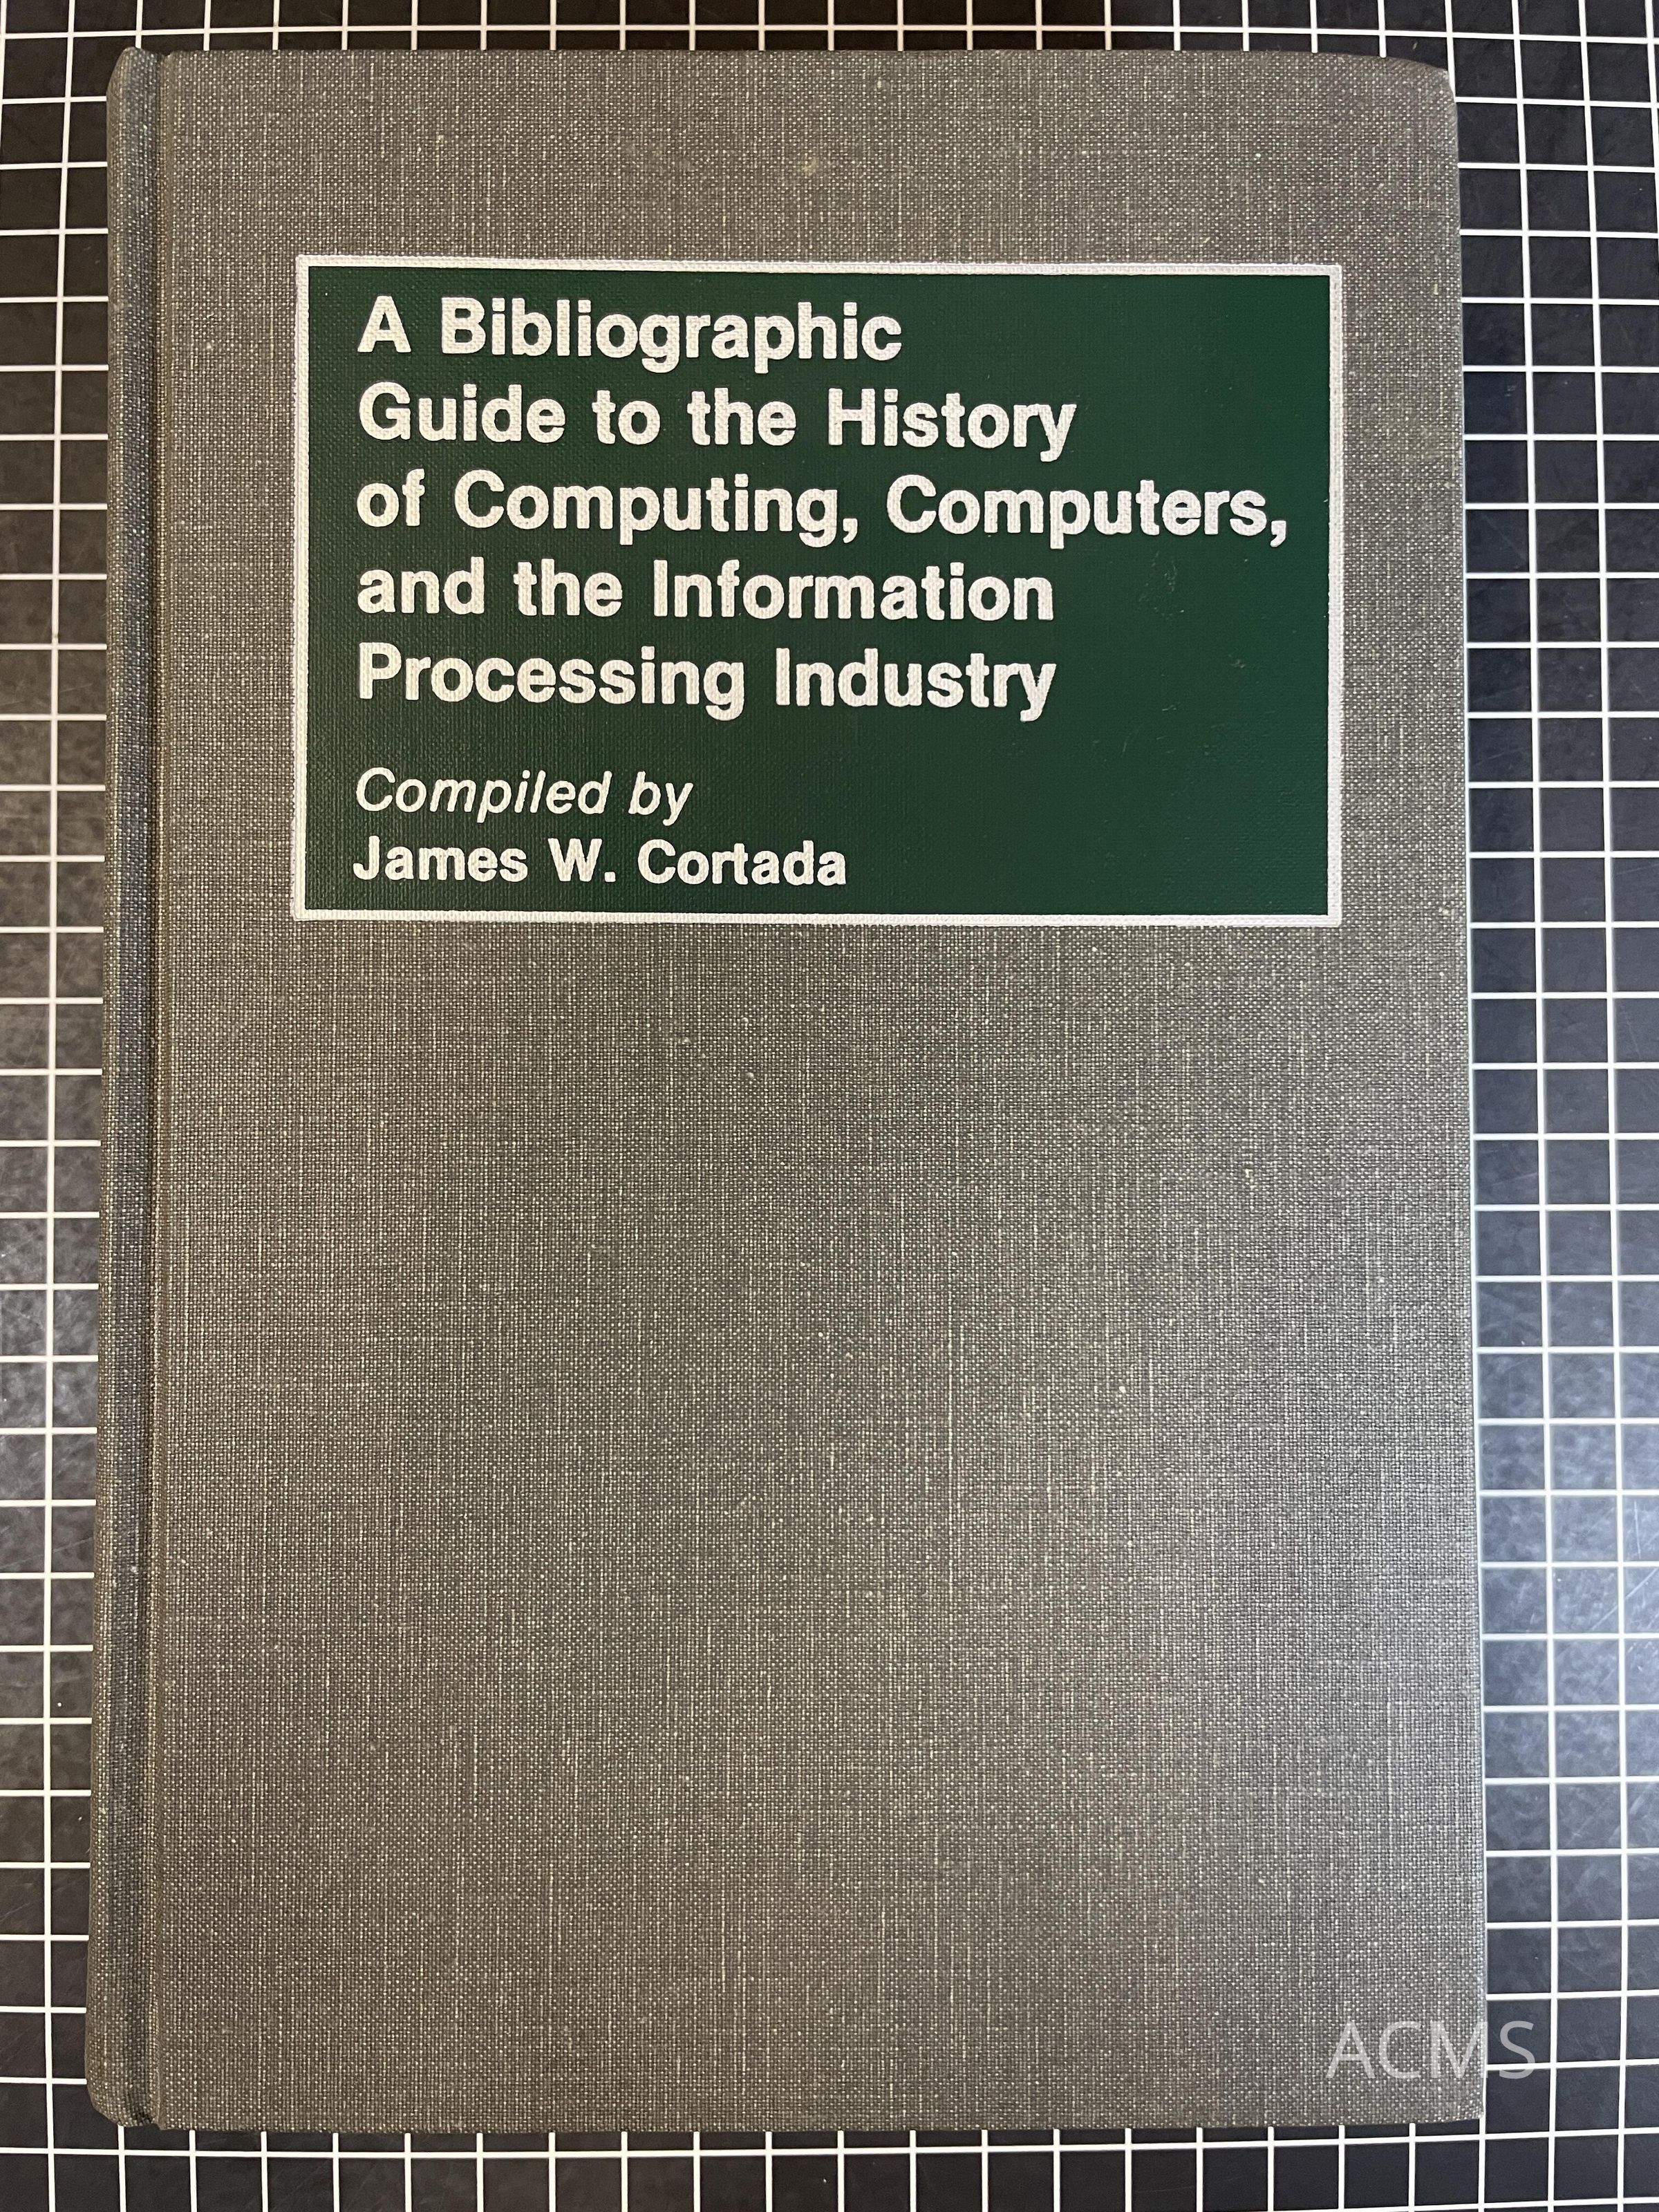 A Bibliographic
Guide to the History
of Computing, Computers,
and the Information
Processing Industry
Compiled by
James W. Cortada
ACMS